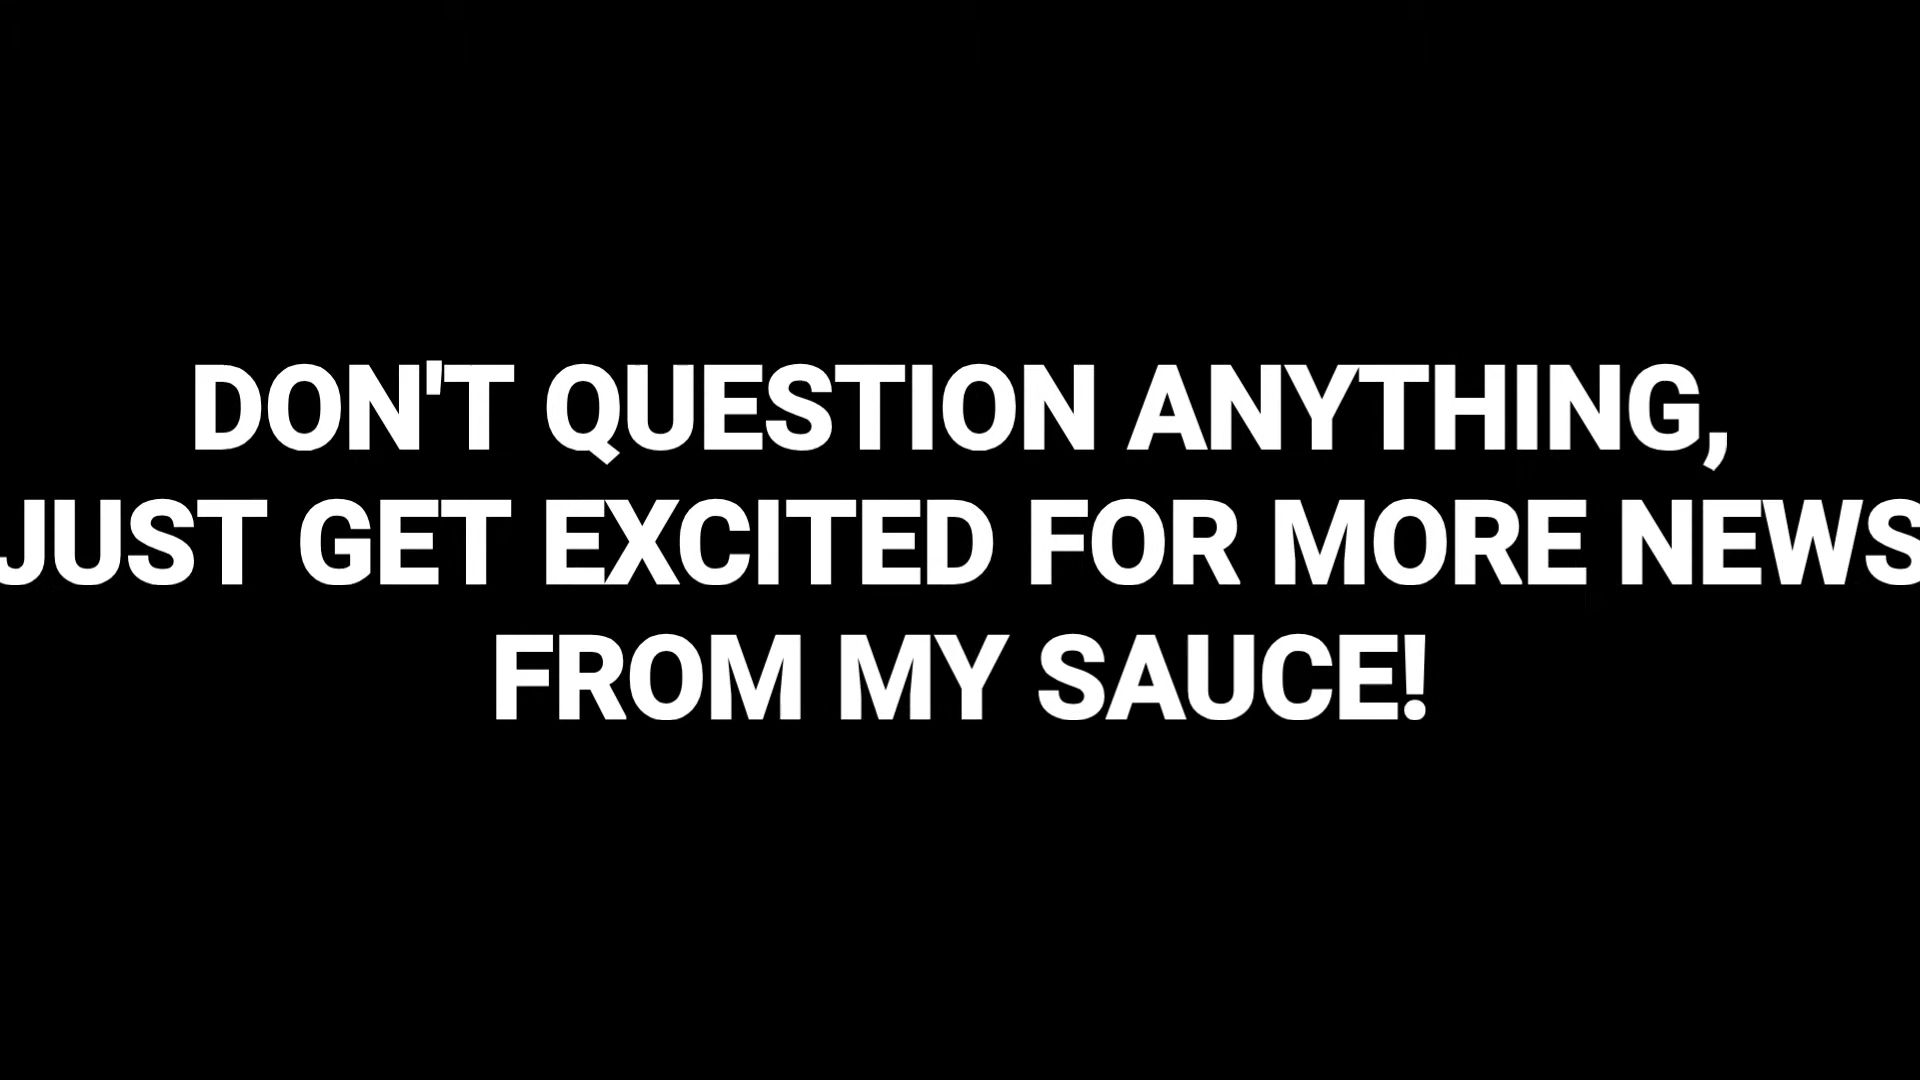 DON'T QUESTION ANYTHING,
JUST GET EXCITED FOR MORE NEWS
FROM MY SAUCE!